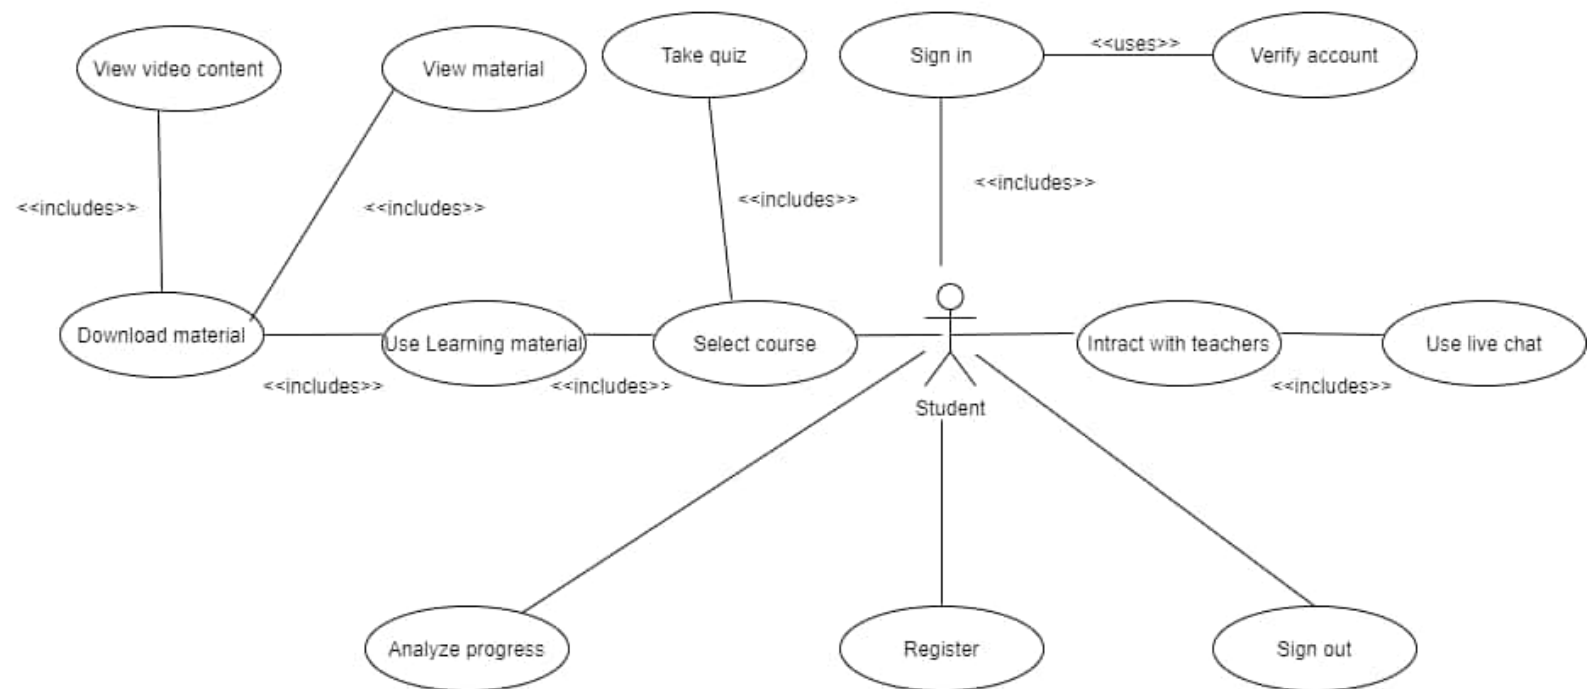 View video content
View material
Take quiz
Sign in
<<uses>>
Verify account
<<includes>>
<<includes>>
<<includes>>
<<includes>>
Download material
Use Learning material
Select course
Intract with teachers
Use live chat
<<includes>>
<<includes>>
<<includes>>
Student
Analyze progress
Register
Sign out